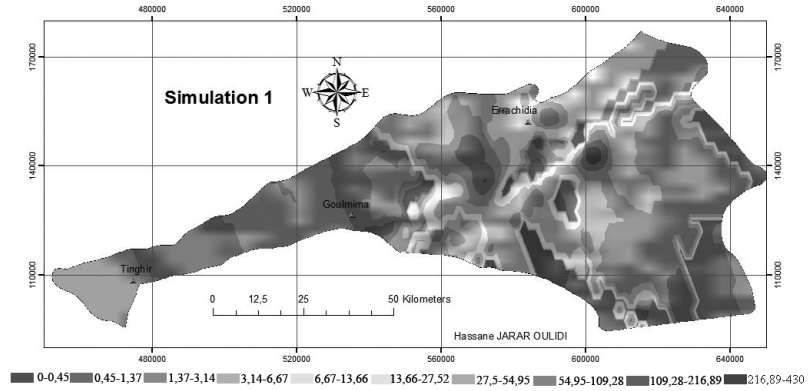 480000 520000 560000 600000 640000
170000 170000
N
W E
S
Simulation 1
Errachidia
140000 140000
Goulmima
Tinghir
110000 110000
0 12,5 25 50 Kilometers
Hassane JARAR OULIDI
480000 520000 560000 600000 640000
0-0,45 0,45-1,37 1,37-3,14 3,14-6,67 6,67-13,66 13,66-27,52 27,5-54,95 54,95-109,28 109,28-216,89 216,89-430